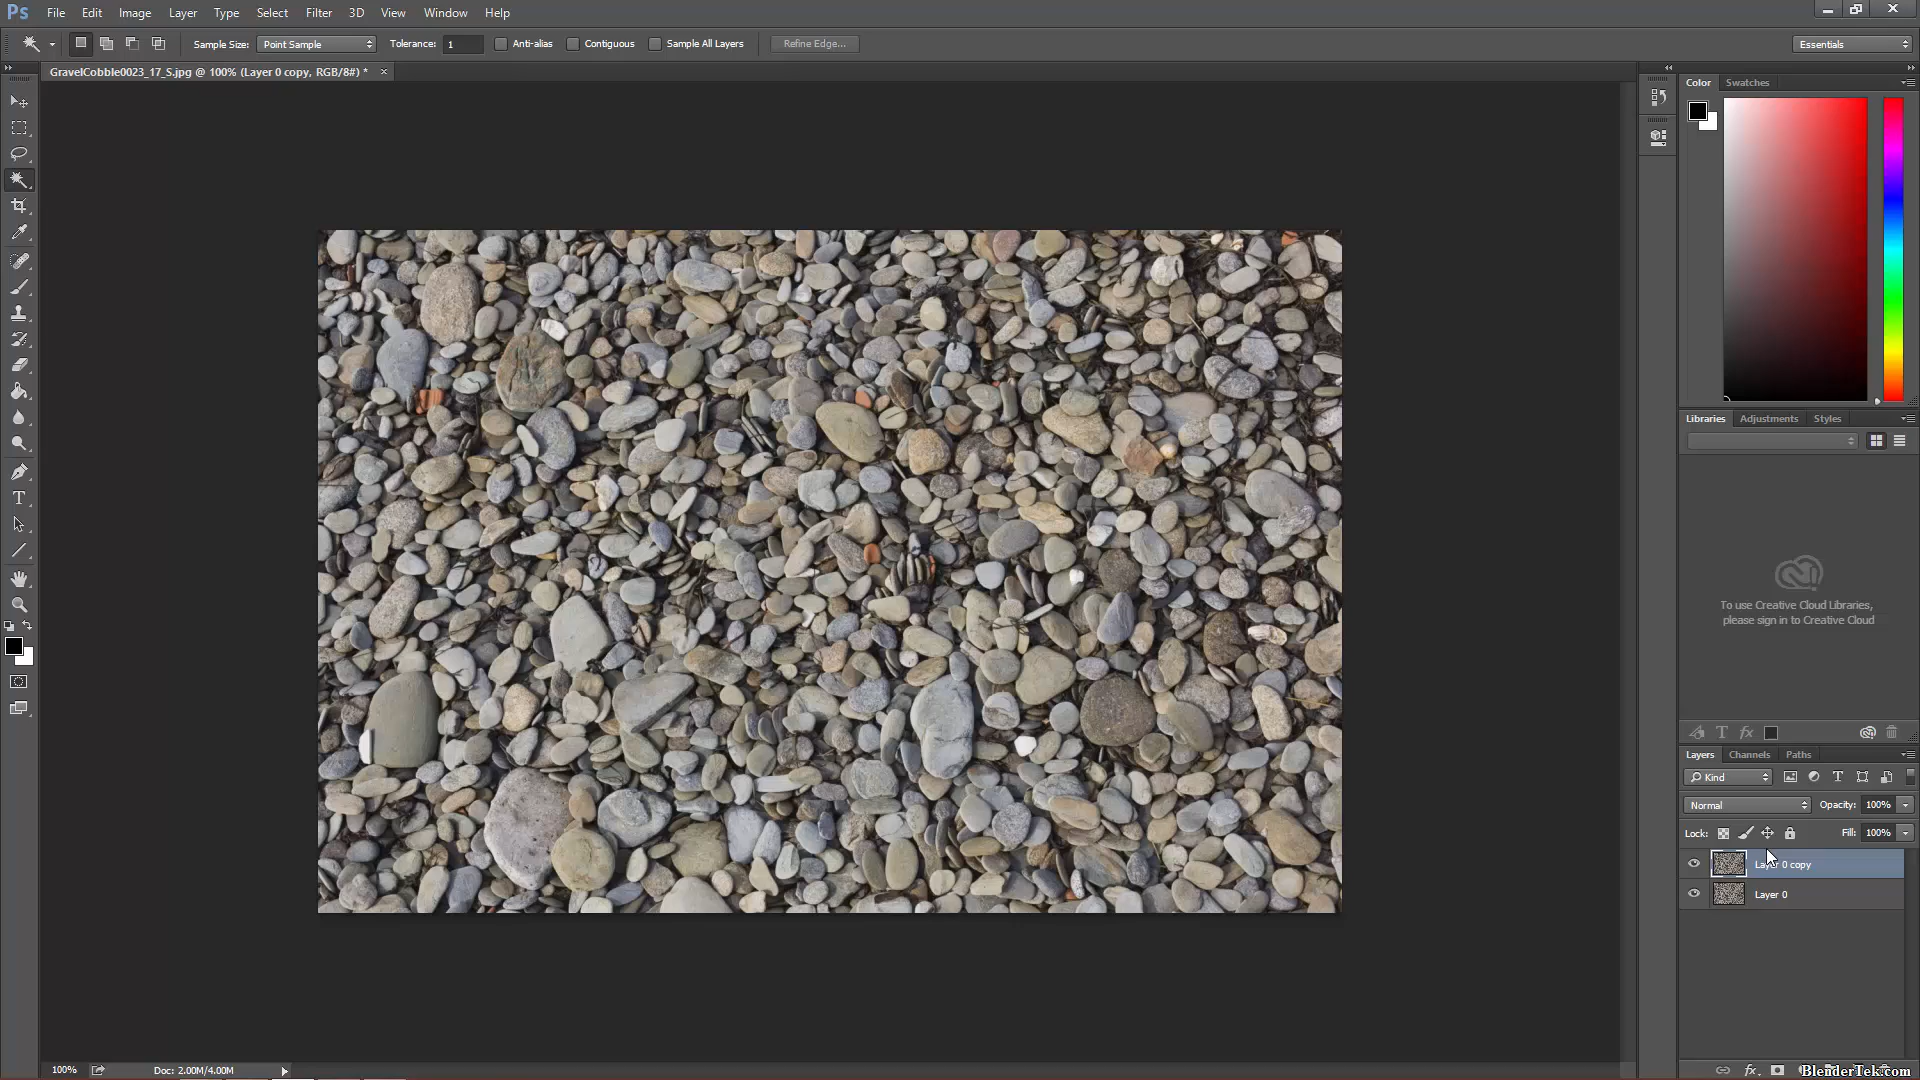 Ps File Edit Image Layer Type Select Filter 3D View Window Help
Sample Size: Point Sample Tolerance: 1 Anti-alias Contiguous Sample All Layers Refine Edge... Essentials
GravelCobble0023_17_S.jpg @ 100% (Layer 0 copy, RGB/8#) * ×
Color Swatches
Libraries Adjustments Styles
To use Creative Cloud Libraries,
please sign in to Creative Cloud
Layers Channels Paths
Kind
Normal Opacity: 100%
Lock: Fill: 100%
Layer 0 copy
Layer 0
100% Doc: 2.00M/4.00M
BlenderTek.com